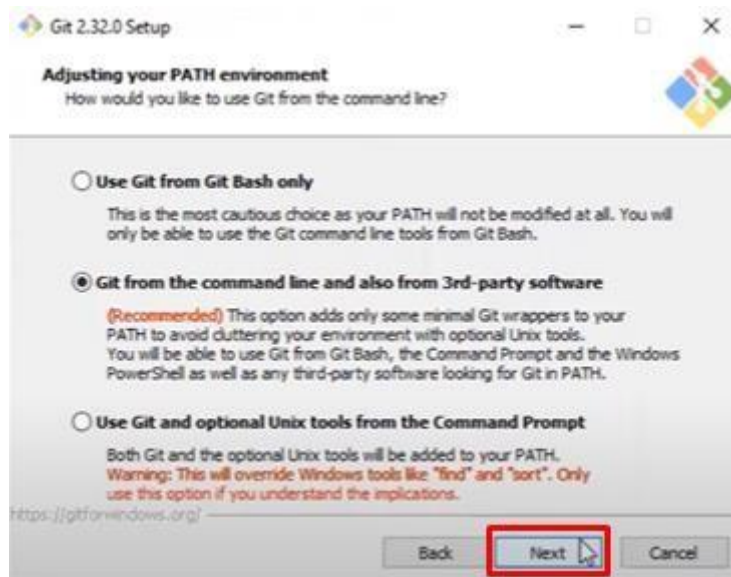 Git 2.32.0 Setup
Adjusting your PATH environment
How would you like to use Git from the command line?
Use Git from Git Bash only
This is the most cautious choice as your PATH will not be modified at all. You will
only be able to use the Git command line tools from Git Bash.
Git from the command line and also from 3rd-party software
(Recommended) This option adds only some minimal Git wrappers to your
PATH to avoid cluttering your environment with optional Unix tools.
You will be able to use Git from Git Bash, the Command Prompt and the Windows
PowerShell as well as any third-party software looking for Git in PATH.
Use Git and optional Unix tools from the Command Prompt
Both Git and the optional Unix tools will be added to your PATH.
Warning: This will override Windows tools like "find" and "sort". Only
use this option if you understand the implications.
https://gitforwindows.org/
Back Next Cancel